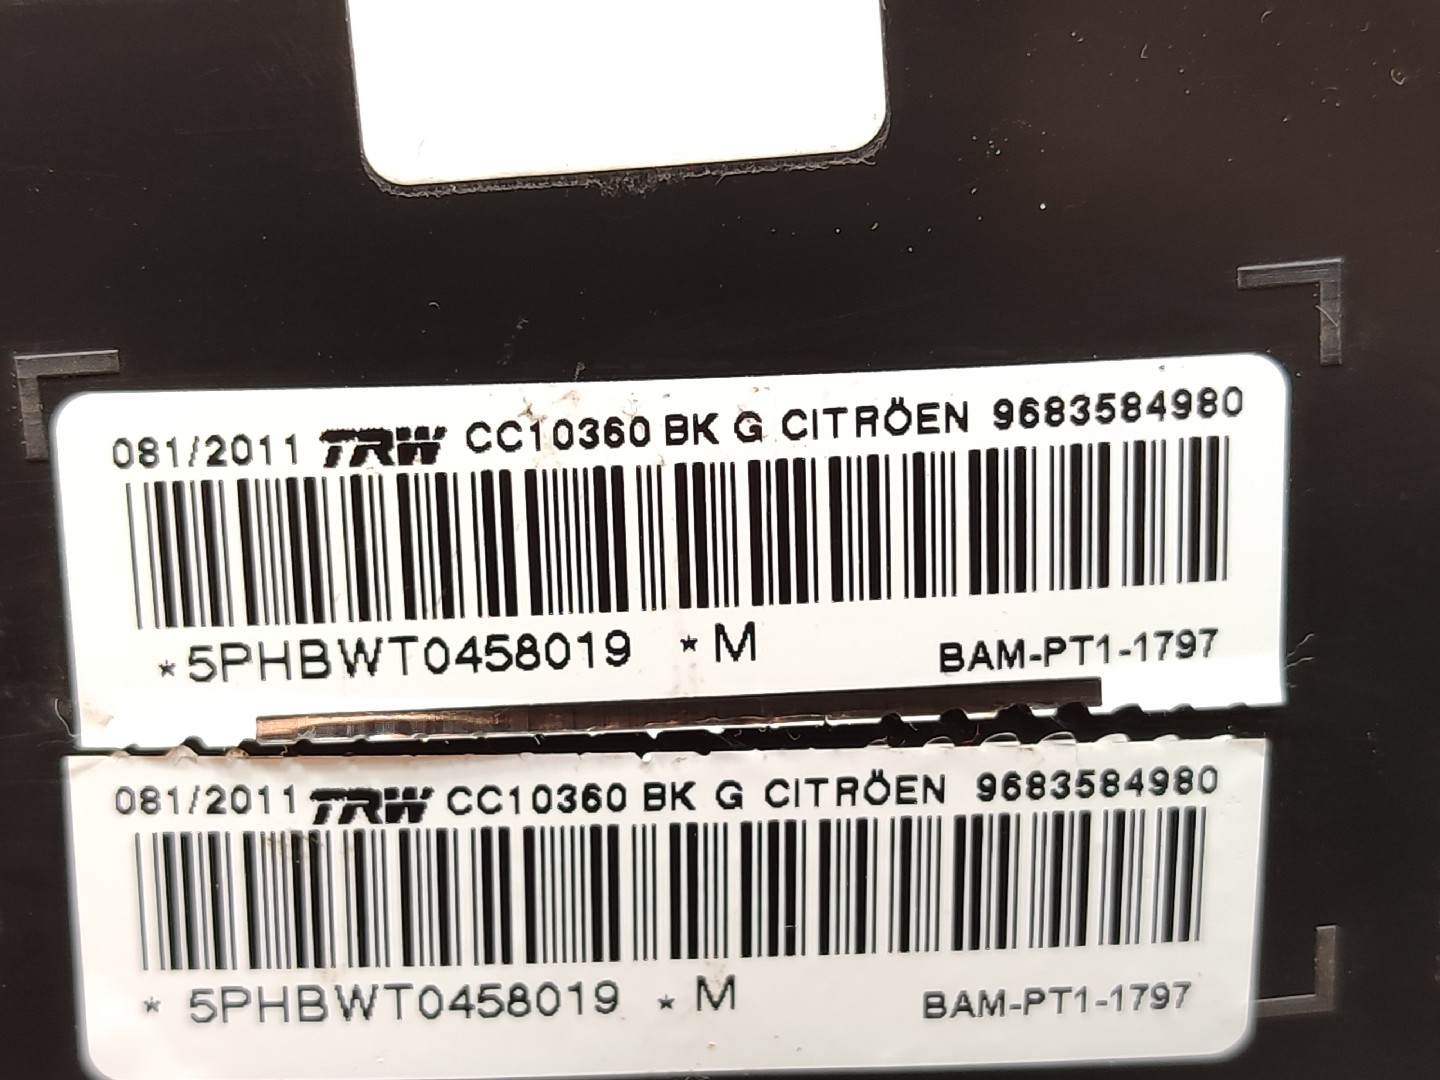 081/2011 TRW CC10360 BK G CITRÖEN 9683584980
*5PHBWT0458019 *M BAM-PT1-1797
081/2011 TRW CC10360 BK G CITRÖEN 9683584980
* 5PHBWT0458019 * M BAM-PT1-1797